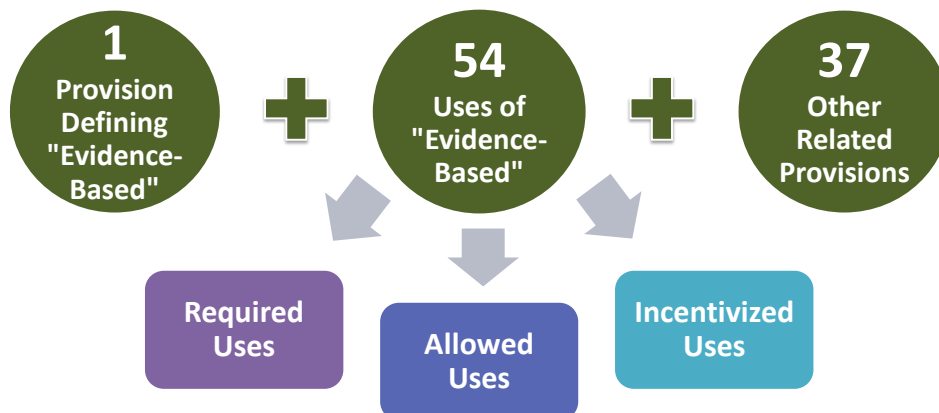 1
Provision
Defining
"Evidence-
Based"
54
Uses of
"Evidence-
Based"
37
Other
Related
Provisions
Required
Uses
Allowed
Uses
Incentivized
Uses